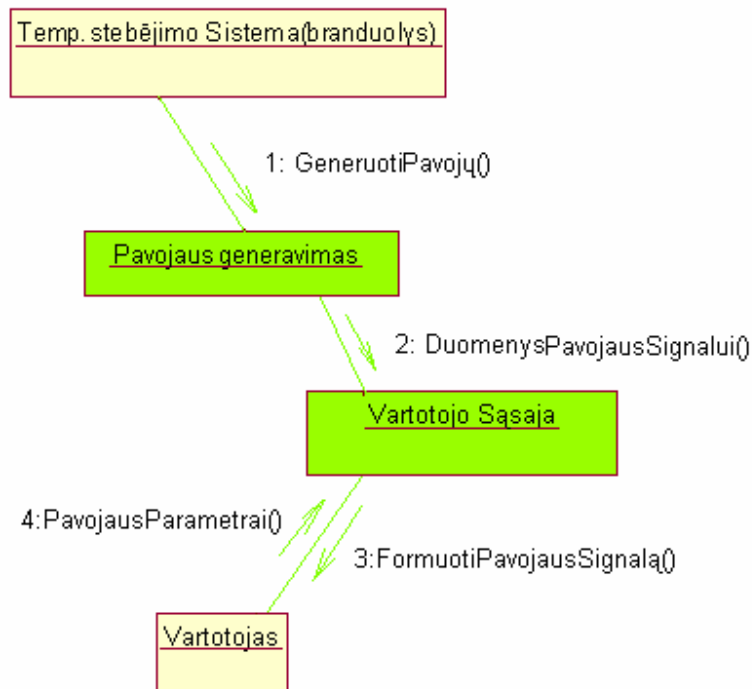 Temp. stebėjimo Sistema(branduolys)
1: GeneruotiPavojų()
Pavojaus generavimas
2: DuomenysPavojausSignalui()
Vartotojo Sąsaja
4:PavojausParametrai()
3:FormuotiPavojausSignalą()
Vartotojas